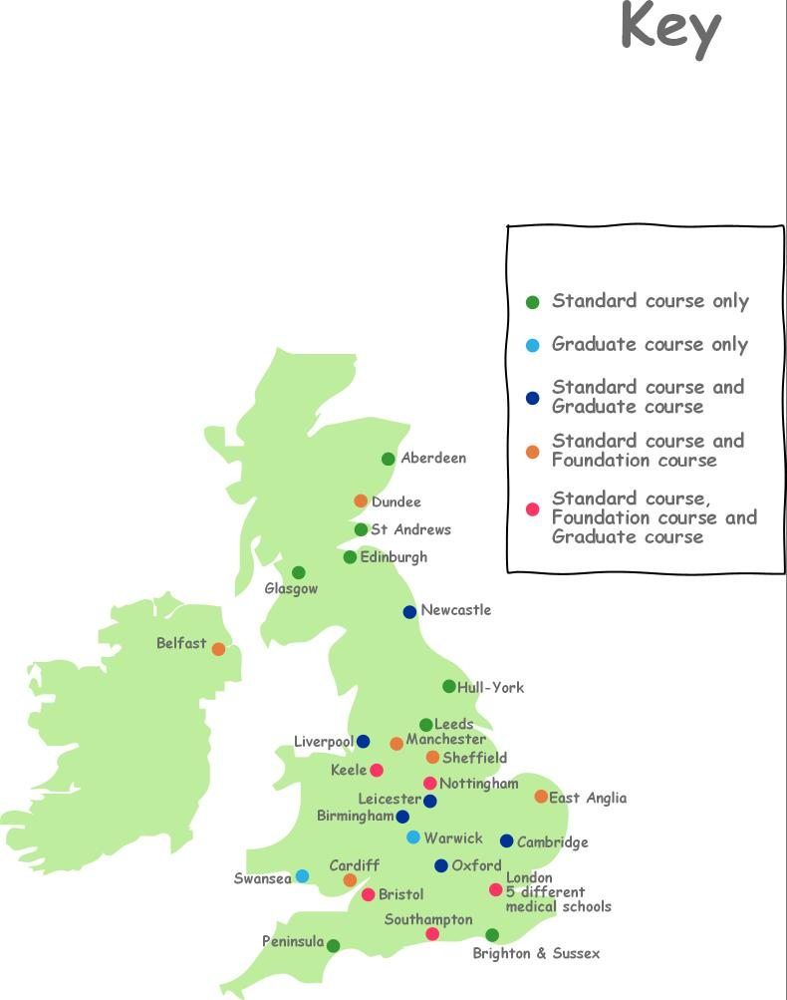 Key
Standard course only
Graduate course only
Standard course and
Graduate course
Standard course and
Foundation course
Standard course,
Foundation course and
Graduate course
Aberdeen
Dundee
St Andrews
Edinburgh
Glasgow
Newcastle
Belfast
Hull-York
Leeds
Manchester
Liverpool
Sheffield
Keele
Nottingham
Leicester
East Anglia
Birmingham
Warwick
Cambridge
Cardiff
Oxford
Swansea
London
5 different
medical schools
Bristol
Southampton
Peninsula
Brighton & Sussex